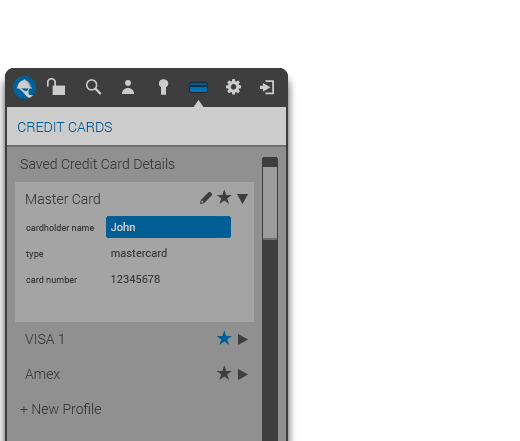 CREDIT CARDS
Saved Credit Card Details
Master Card
cardholder name John
type mastercard
card number 12345678
VISA 1
Amex
+ New Profile